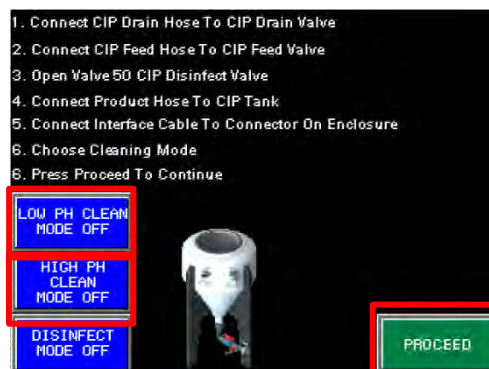 1. Connect CIP Drain Hose To CIP Drain Valve
2. Connect CIP Feed Hose To CIP Feed Valve
3. Open Valve 50 CIP Disinfect Valve
4. Connect Product Hose To CIP Tank
5. Connect Interface Cable To Connector On Enclosure
6. Choose Cleaning Mode
6. Press Proceed To Continue
LOW PH CLEAN
MODE OFF
HIGH PH
CLEAN
MODE OFF
DISINFECT
MODE OFF
PROCEED